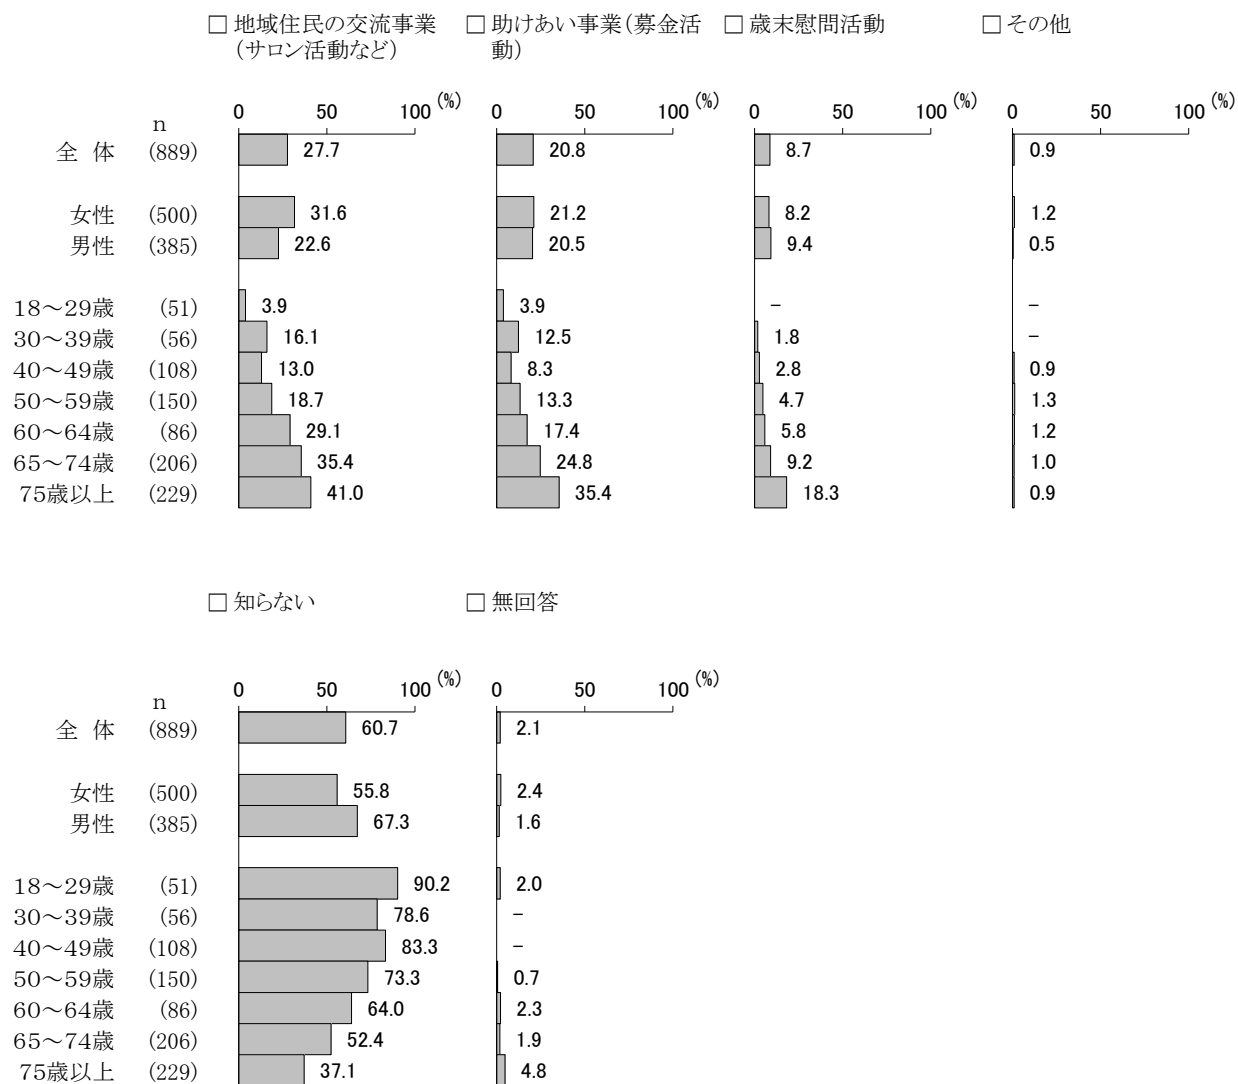 □ 地域住民の交流事業（サロン活動など） □ 助けあい事業（募金活動） □ 歳末慰問活動 □ その他
0 50 100 (%) 0 50 100 (%) 0 50 100 (%) 0 50 100 (%)
n
全 体 (889) 27.7 20.8 8.7 0.9
女性 (500) 31.6 21.2 8.2 1.2
男性 (385) 22.6 20.5 9.4 0.5
18～29歳 (51) 3.9 3.9 － －
30～39歳 (56) 16.1 12.5 1.8 －
40～49歳 (108) 13.0 8.3 2.8 0.9
50～59歳 (150) 18.7 13.3 4.7 1.3
60～64歳 (86) 29.1 17.4 5.8 1.2
65～74歳 (206) 35.4 24.8 9.2 1.0
75歳以上 (229) 41.0 35.4 18.3 0.9
□ 知らない □ 無回答
0 50 100 (%) 0 50 100 (%)
n
全 体 (889) 60.7 2.1
女性 (500) 55.8 2.4
男性 (385) 67.3 1.6
18～29歳 (51) 90.2 2.0
30～39歳 (56) 78.6 －
40～49歳 (108) 83.3 －
50～59歳 (150) 73.3 0.7
60～64歳 (86) 64.0 2.3
65～74歳 (206) 52.4 1.9
75歳以上 (229) 37.1 4.8